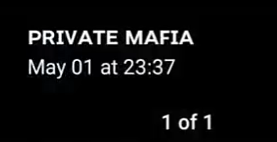 PRIVATE MAFIA
May 01 at 23:37
1 of 1